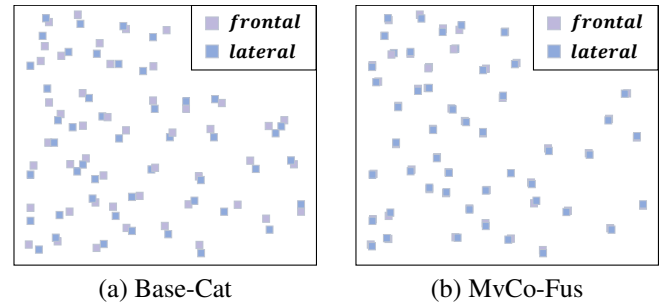 frontal
lateral
frontal
lateral
(a) Base-Cat
(b) MvCo-Fus